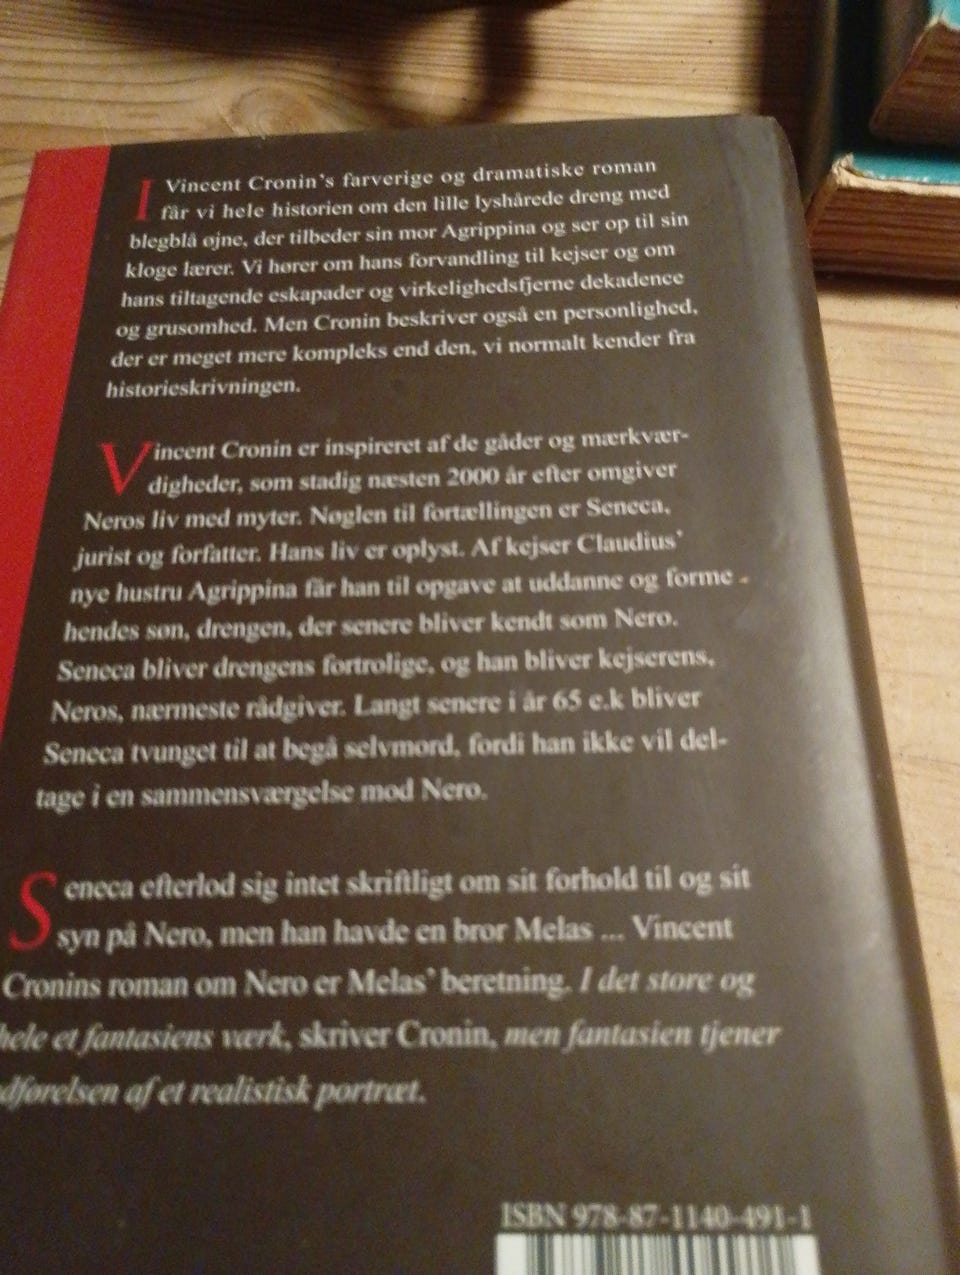 I Vincent Cronin's farverige og dramatiske roman
får vi hele historien om den lille lyshårede dreng med
blegblå øjne, der tilbeder sin mor Agrippina og ser op til sin
kloge lærer. Vi hører om hans forvandling til kejser og om
hans tiltagende eskapader og virkelighedsfjerne dekadence
og grusomhed. Men Cronin beskriver også en personlighed,
der er meget mere kompleks end den, vi normalt kender fra
historieskrivningen.
Vincent Cronin er inspireret af de gåder og mærkvær-
digheder, som stadig næsten 2000 år efter omgiver
Neros liv med myter. Nøglen til fortællingen er Seneca,
jurist og forfatter. Hans liv er oplyst. Af kejser Claudius'
nye hustru Agrippina får han til opgave at uddanne og forme
hendes søn, drengen, der senere bliver kendt som Nero.
Seneca bliver drengens fortrolige, og han bliver kejserens,
Neros, nærmeste rådgiver. Langt senere i år 65 e.k bliver
Seneca tvunget til at begå selvmord, fordi han ikke vil del-
tage i en sammensværgelse mod Nero.
Seneca efterlod sig intet skriftligt om sit forhold til og sit
syn på Nero, men han havde en bror Melas ... Vincent
Cronins roman om Nero er Melas' beretning. I det store og
hele et fantasiens værk, skriver Cronin, men fantasien tjener
dførelsen af et realistisk portræt.
ISBN 978-87-1140-491-1